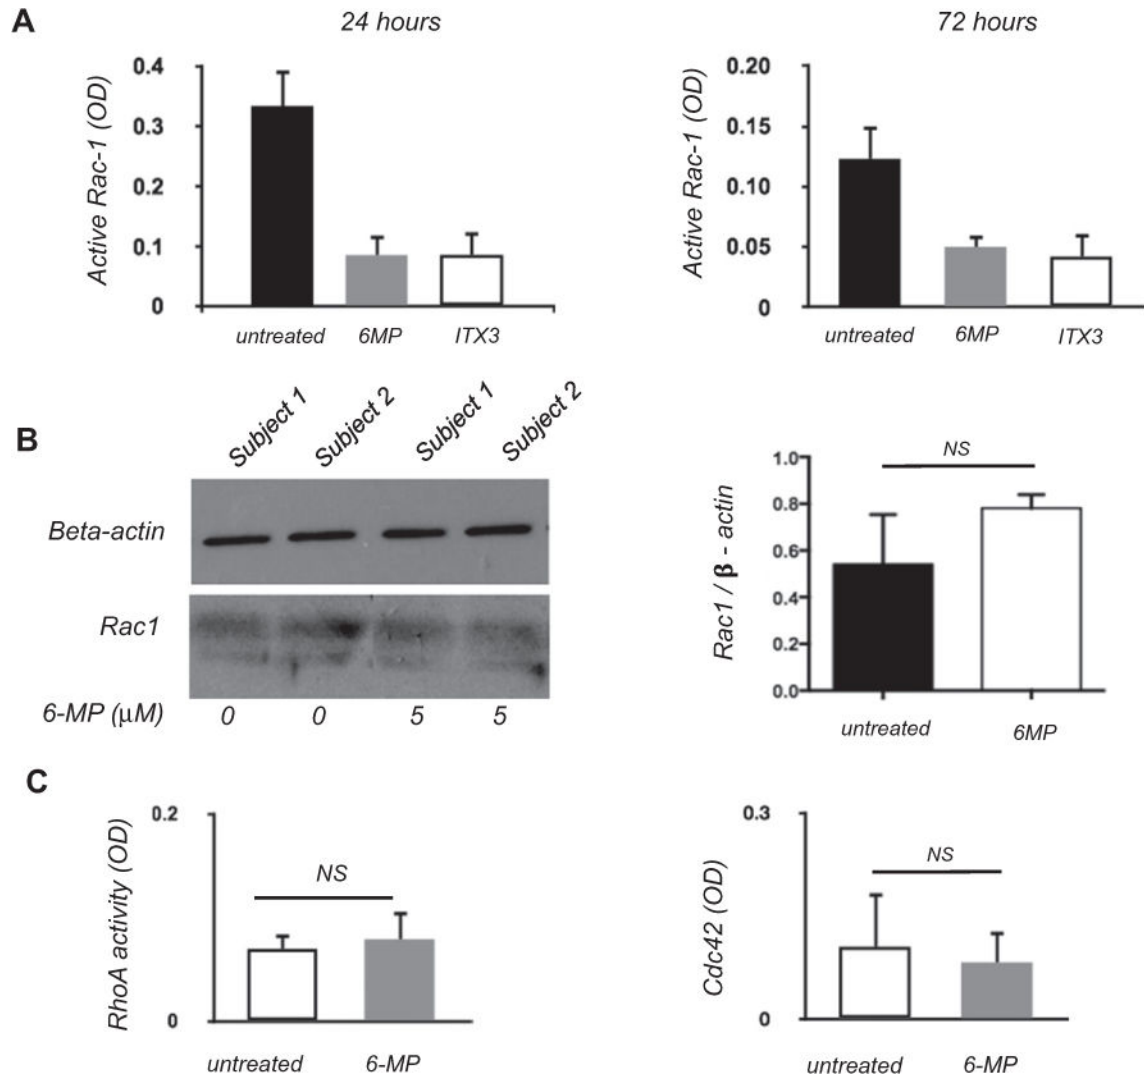 A
24 hours
72 hours
Active Rac-1 (OD)
0.4
0.3
0.2
0.1
0
untreated 6MP ITX3
Active Rac-1 (OD)
0.20
0.15
0.10
0.05
0
untreated 6MP ITX3
B
Subject 1 Subject 2 Subject 1 Subject 2
Beta-actin
Rac1
6-MP (μM) 0 0 5 5
Rac1 / β - actin
1.0
0.8
0.6
0.4
0.2
0.0
NS
untreated 6MP
C
RhoA activity (OD)
0.2
0
NS
untreated 6-MP
Cdc42 (OD)
0.3
0
NS
untreated 6-MP